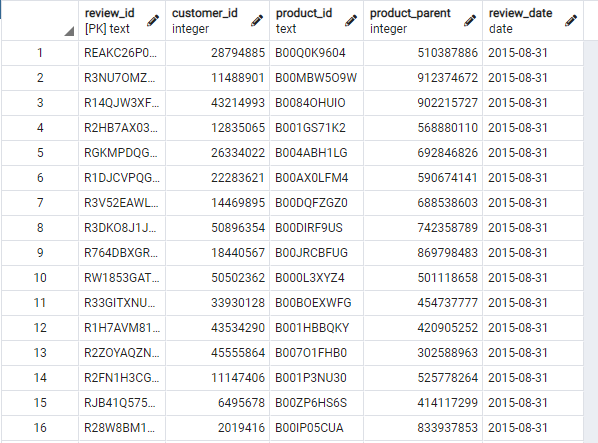 review_id customer_id product_id product_parent review_date
[PK] text integer text integer date
1 REAKC26P0... 28794885 B00Q0K9604 510387886 2015-08-31
2 R3NU7OMZ... 11488901 B00MBW5O9W 912374672 2015-08-31
3 R14QJW3XF... 43214993 B0084OHUIO 902215727 2015-08-31
4 R2HB7AX03... 12835065 B001GS71K2 568880110 2015-08-31
5 RGKMPDQG... 26334022 B004ABH1LG 692846826 2015-08-31
6 R1DJCVPQG... 22283621 B00AX0LFM4 590674141 2015-08-31
7 R3V52EAWL... 14469895 B00DQFZGZ0 688538603 2015-08-31
8 R3DKO8J1J... 50896354 B00DIRF9US 742358789 2015-08-31
9 R764DBXGR... 18440567 B00JRCBFUG 869798483 2015-08-31
10 RW1853GAT... 50502362 B000L3XYZ4 501118658 2015-08-31
11 R33GITXNU... 33930128 B00BOEXWFG 454737777 2015-08-31
12 R1H7AVM81... 43534290 B001HBBQKY 420905252 2015-08-31
13 R2ZOYAQZN... 45555864 B007O1FHB0 302588963 2015-08-31
14 R2FN1H3CG... 11147406 B001P3NU30 525778264 2015-08-31
15 RJB41Q575... 6495678 B00ZP6HS6S 414117299 2015-08-31
16 R28W8BM1... 2019416 B00IP05CUA 833937853 2015-08-31